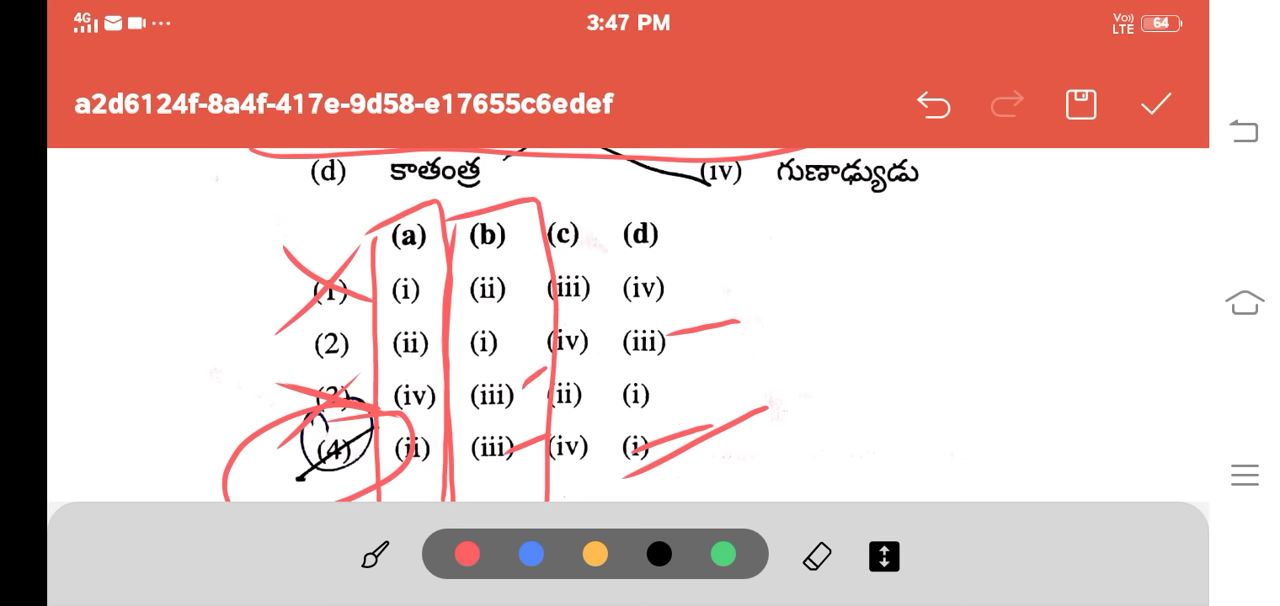 4G ... 3:47 PM Vo)) LTE 64
a2d6124f-8a4f-417e-9d58-e17655c6edef
(d) కాతంత్ర (iv) గుణాఢ్యుడు
(a) (b) (c) (d)
(1) (i) (ii) (iii) (iv)
(2) (ii) (i) (iv) (iii)
(3) (iv) (iii) (ii) (i)
(4) (ii) (iii) (iv) (i)